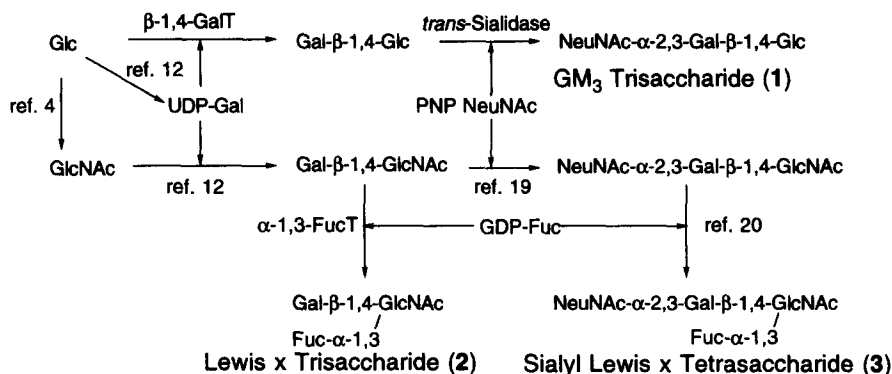 β-1,4-GalT
trans-Sialidase
Glc
Gal-β-1,4-Glc
NeuNAc-α-2,3-Gal-β-1,4-Glc
ref. 12
GM3 Trisaccharide (1)
ref. 4
UDP-Gal
PNP NeuNAc
GlcNAc
Gal-β-1,4-GlcNAc
NeuNAc-α-2,3-Gal-β-1,4-GlcNAc
ref. 12
ref. 19
α-1,3-FucT
GDP-Fuc
ref. 20
Gal-β-1,4-GlcNAc
NeuNAc-α-2,3-Gal-β-1,4-GlcNAc
Fuc-α-1,3
Fuc-α-1,3
Lewis x Trisaccharide (2)
Sialyl Lewis x Tetrasaccharide (3)